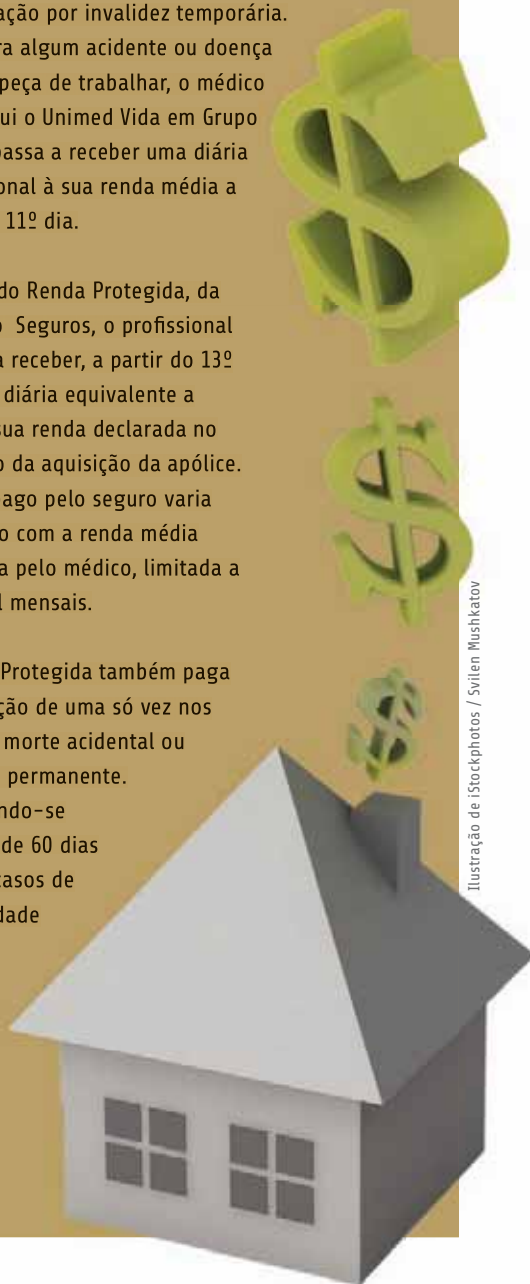 ação por invalidez temporária.
ra algum acidente ou doença
peça de trabalhar, o médico
ui o Unimed Vida em Grupo
passa a receber uma diária
onal à sua renda média a
11º dia.
do Renda Protegida, da
o Seguros, o profissional
a receber, a partir do 13º
diária equivalente a
sua renda declarada no
o da aquisição da apólice.
ago pelo seguro varia
o com a renda média
a pelo médico, limitada a
l mensais.
Protegida também paga
ção de uma só vez nos
morte acidental ou
permanente.
ndo-se
de 60 dias
casos de
dade
Ilustração de iStockphotos / Svilen Mushkatov